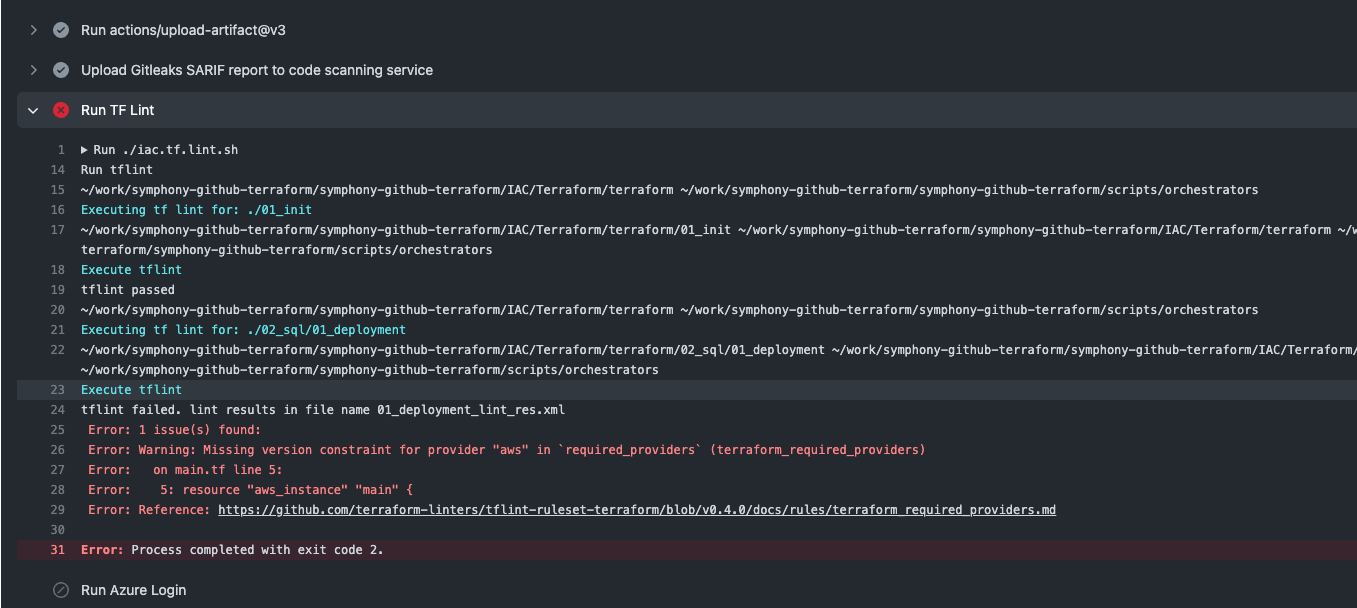 Run actions/upload-artifact@v3
Upload Gitleaks SARIF report to code scanning service
Run TF Lint
1 ▶ Run ./iac.tf.lint.sh
14 Run tflint
15 ~/work/symphony-github-terraform/symphony-github-terraform/IAC/Terraform/terraform ~/work/symphony-github-terraform/symphony-github-terraform/scripts/orchestrators
16 Executing tf lint for: ./01_init
17 ~/work/symphony-github-terraform/symphony-github-terraform/IAC/Terraform/terraform/01_init ~/work/symphony-github-terraform/symphony-github-terraform/IAC/Terraform/terraform ~/w
terraform/symphony-github-terraform/scripts/orchestrators
18 Execute tflint
19 tflint passed
20 ~/work/symphony-github-terraform/symphony-github-terraform/IAC/Terraform/terraform ~/work/symphony-github-terraform/symphony-github-terraform/scripts/orchestrators
21 Executing tf lint for: ./02_sql/01_deployment
22 ~/work/symphony-github-terraform/symphony-github-terraform/IAC/Terraform/terraform/02_sql/01_deployment ~/work/symphony-github-terraform/symphony-github-terraform/IAC/Terraform/
~/work/symphony-github-terraform/symphony-github-terraform/scripts/orchestrators
23 Execute tflint
24 tflint failed. lint results in file name 01_deployment_lint_res.xml
25 Error: 1 issue(s) found:
26 Error: Warning: Missing version constraint for provider "aws" in `required_providers` (terraform_required_providers)
27 Error:   on main.tf line 5:
28 Error:    5: resource "aws_instance" "main" {
29 Error: Reference: https://github.com/terraform-linters/tflint-ruleset-terraform/blob/v0.4.0/docs/rules/terraform_required_providers.md
30
31 Error: Process completed with exit code 2.
Run Azure Login